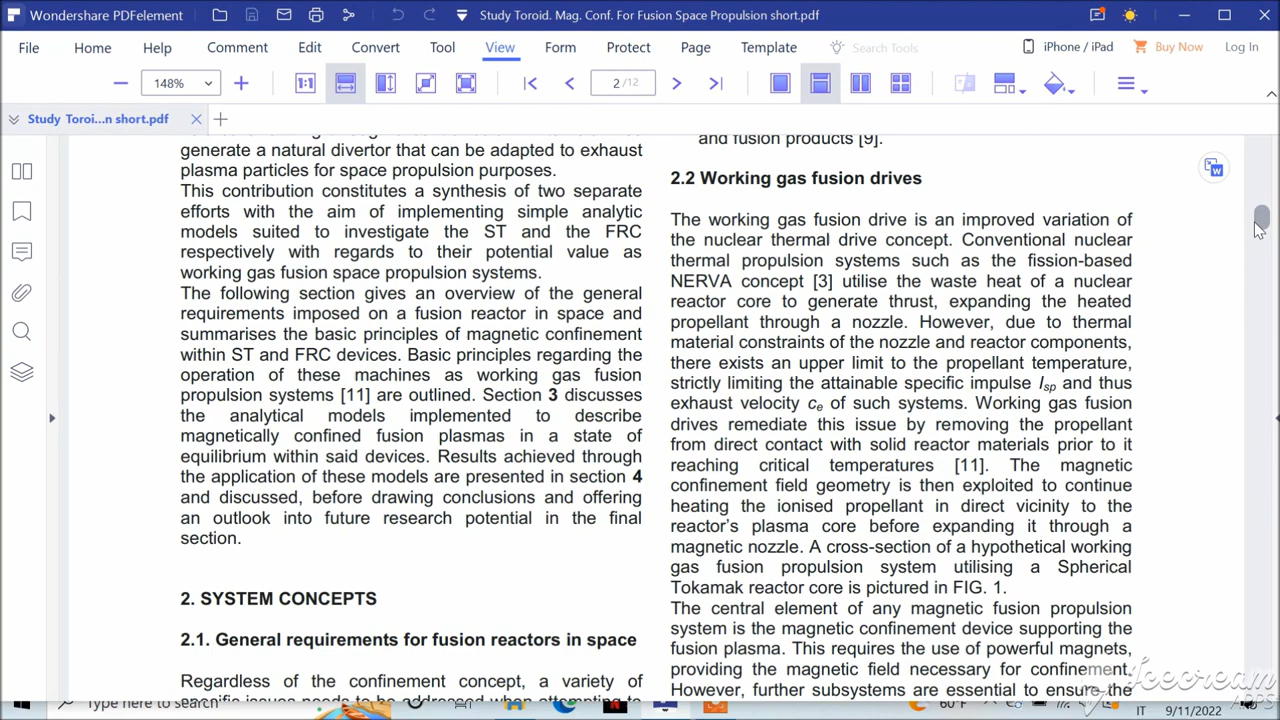 Wondershare PDFelement
Study Toroid. Mag. Conf. For Fusion Space Propulsion short.pdf
File Home Help Comment Edit Convert Tool View Form Protect Page Template Search Tools iPhone / iPad Buy Now Log In
148% 1:1 2 /12
Study Toroi...n short.pdf
generate a natural divertor that can be adapted to exhaust
plasma particles for space propulsion purposes.
This contribution constitutes a synthesis of two separate
efforts with the aim of implementing simple analytic
models suited to investigate the ST and the FRC
respectively with regards to their potential value as
working gas fusion space propulsion systems.
The following section gives an overview of the general
requirements imposed on a fusion reactor in space and
summarises the basic principles of magnetic confinement
within ST and FRC devices. Basic principles regarding the
operation of these machines as working gas fusion
propulsion systems [11] are outlined. Section 3 discusses
the analytical models implemented to describe
magnetically confined fusion plasmas in a state of
equilibrium within said devices. Results achieved through
the application of these models are presented in section 4
and discussed, before drawing conclusions and offering
an outlook into future research potential in the final
section.
2. SYSTEM CONCEPTS
2.1. General requirements for fusion reactors in space
Regardless of the confinement concept, a variety of
specific issues needs to be addressed when attempting to
and fusion products [9].
2.2 Working gas fusion drives
The working gas fusion drive is an improved variation of
the nuclear thermal drive concept. Conventional nuclear
thermal propulsion systems such as the fission-based
NERVA concept [3] utilise the waste heat of a nuclear
reactor core to generate thrust, expanding the heated
propellant through a nozzle. However, due to thermal
material constraints of the nozzle and reactor components,
there exists an upper limit to the propellant temperature,
strictly limiting the attainable specific impulse Isp and thus
exhaust velocity ce of such systems. Working gas fusion
drives remediate this issue by removing the propellant
from direct contact with solid reactor materials prior to it
reaching critical temperatures [11]. The magnetic
confinement field geometry is then exploited to continue
heating the ionised propellant in direct vicinity to the
reactor's plasma core before expanding it through a
magnetic nozzle. A cross-section of a hypothetical working
gas fusion propulsion system utilising a Spherical
Tokamak reactor core is pictured in FIG. 1.
The central element of any magnetic fusion propulsion
system is the magnetic confinement device supporting the
fusion plasma. This requires the use of powerful magnets,
providing the magnetic field necessary for confinement.
However, further subsystems are essential to ensure the
Icecream
APPS
Type here to search
60°F
IT
9/11/2022